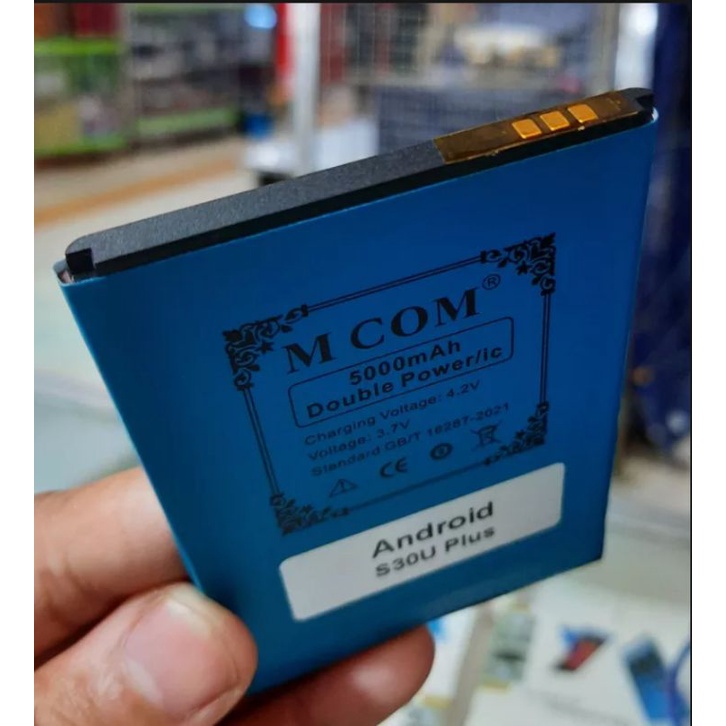 M COM®
5000mAh
Double Power/ic
Charging Voltage: 4.2V
Voltage: 3.7V
Standard GB/T 18287-2021
Android
S30U Plus